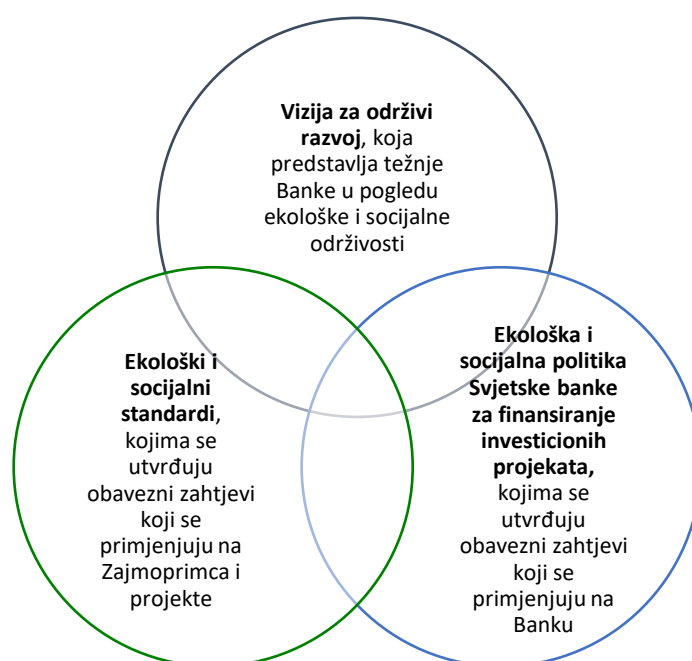 Vizija za održivi
razvoj, koja
predstavlja težnje
Banke u pogledu
ekološke i socijalne
održivosti
Ekološki i
socijalni
standardi,
kojima se
utvrđuju
obavezni zahtjevi
koji se
primjenjuju na
Zajmoprimca i
projekte
Ekološka i
socijalna politika
Svjetske banke
za finansiranje
investicionih
projekata,
kojima se
utvrđuju
obavezni zahtjevi
koji se
primjenjuju na
Banku